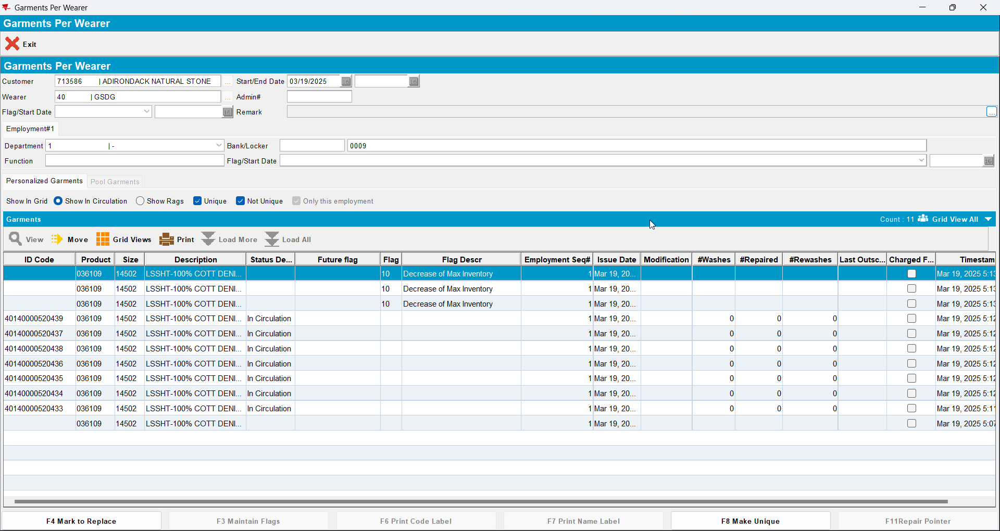 Garments Per Wearer
Garments Per Wearer
Exit
Garments Per Wearer
Customer 713586 | ADIRONDACK NATURAL STONE ... Start/End Date 03/19/2025 16 16
Wearer 40 | GSDG ... Admin#
Flag/Start Date 16 Remark ...
Employment#1
Department 1 | - Bank/Locker 0009
Function Flag/Start Date 16
Personalized Garments Pool Garments
Show In Grid Show In Circulation Show Rags Unique Not Unique Only this employment
Garments Count : 11 Grid View All
View Move Grid Views Print Load More Load All
ID Code Product Size Description Status De... Future flag Flag Flag Descr Employment Seq# Issue Date Modification #Washes #Repaired #Rewashes Last Outsc... Charged F... Timestam
036109 14502 LSSHT-100% COTT DENI... 10 Decrease of Max Inventory 1 Mar 19, 20... Mar 19, 2025 5:13
036109 14502 LSSHT-100% COTT DENI... 10 Decrease of Max Inventory 1 Mar 19, 20... Mar 19, 2025 5:13
036109 14502 LSSHT-100% COTT DENI... 10 Decrease of Max Inventory 1 Mar 19, 20... Mar 19, 2025 5:13
40140000520439 036109 14502 LSSHT-100% COTT DENI... In Circulation 1 Mar 19, 20... 0 0 0 Mar 19, 2025 5:12
40140000520437 036109 14502 LSSHT-100% COTT DENI... In Circulation 1 Mar 19, 20... 0 0 0 Mar 19, 2025 5:12
40140000520438 036109 14502 LSSHT-100% COTT DENI... In Circulation 1 Mar 19, 20... 0 0 0 Mar 19, 2025 5:12
40140000520436 036109 14502 LSSHT-100% COTT DENI... In Circulation 1 Mar 19, 20... 0 0 0 Mar 19, 2025 5:12
40140000520435 036109 14502 LSSHT-100% COTT DENI... In Circulation 1 Mar 19, 20... 0 0 0 Mar 19, 2025 5:12
40140000520434 036109 14502 LSSHT-100% COTT DENI... In Circulation 1 Mar 19, 20... 0 0 0 Mar 19, 2025 5:12
40140000520433 036109 14502 LSSHT-100% COTT DENI... In Circulation 1 Mar 19, 20... 0 0 0 Mar 19, 2025 5:11
036109 14502 LSSHT-100% COTT DENI... 1 Mar 19, 20... Mar 19, 2025 5:07
F4 Mark to Replace F3 Maintain Flags F6 Print Code Label F7 Print Name Label F8 Make Unique F11Repair Pointer